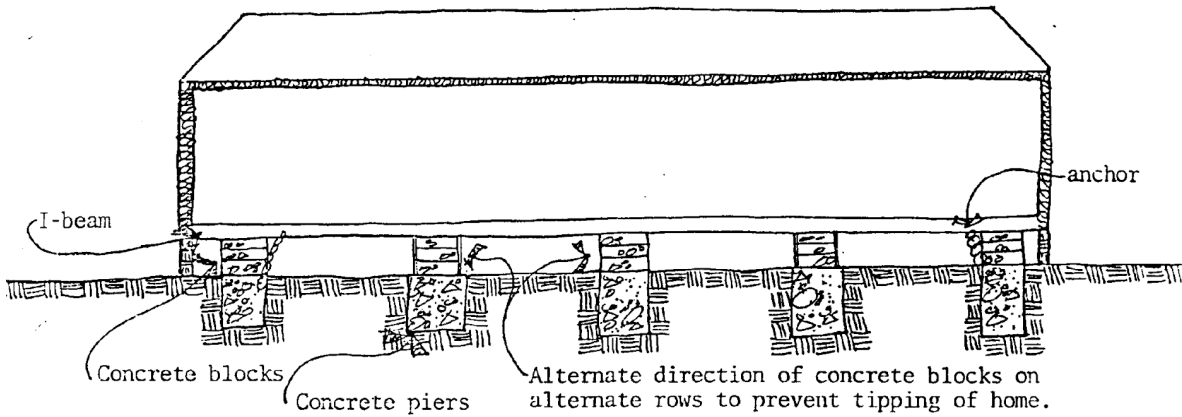 anchor
I-beam
Concrete blocks
Concrete piers
Alternate direction of concrete blocks on
alternate rows to prevent tipping of home.